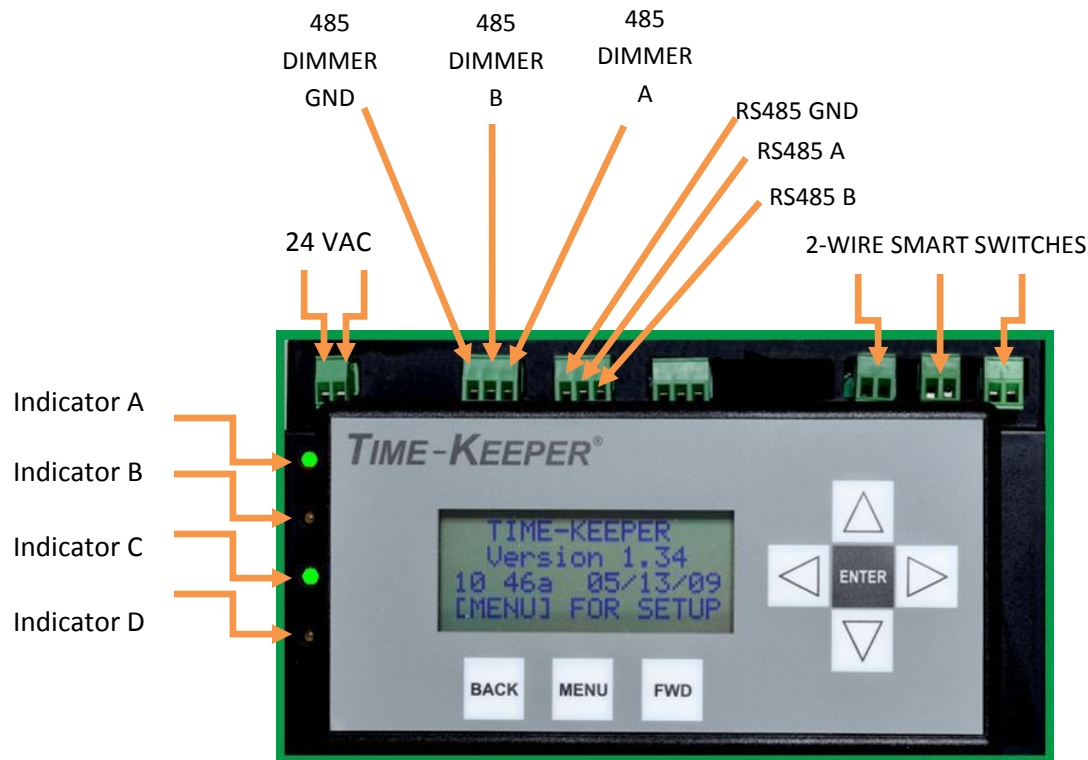 485
DIMMER
GND
485
DIMMER
B
485
DIMMER
A
RS485 GND
RS485 A
RS485 B
24 VAC
2-WIRE SMART SWITCHES
Indicator A
Indicator B
Indicator C
Indicator D
TIME-KEEPER®
TIME-KEEPER
Version 1.34
10 46a 05/13/09
[MENU] FOR SETUP
ENTER
BACK MENU FWD